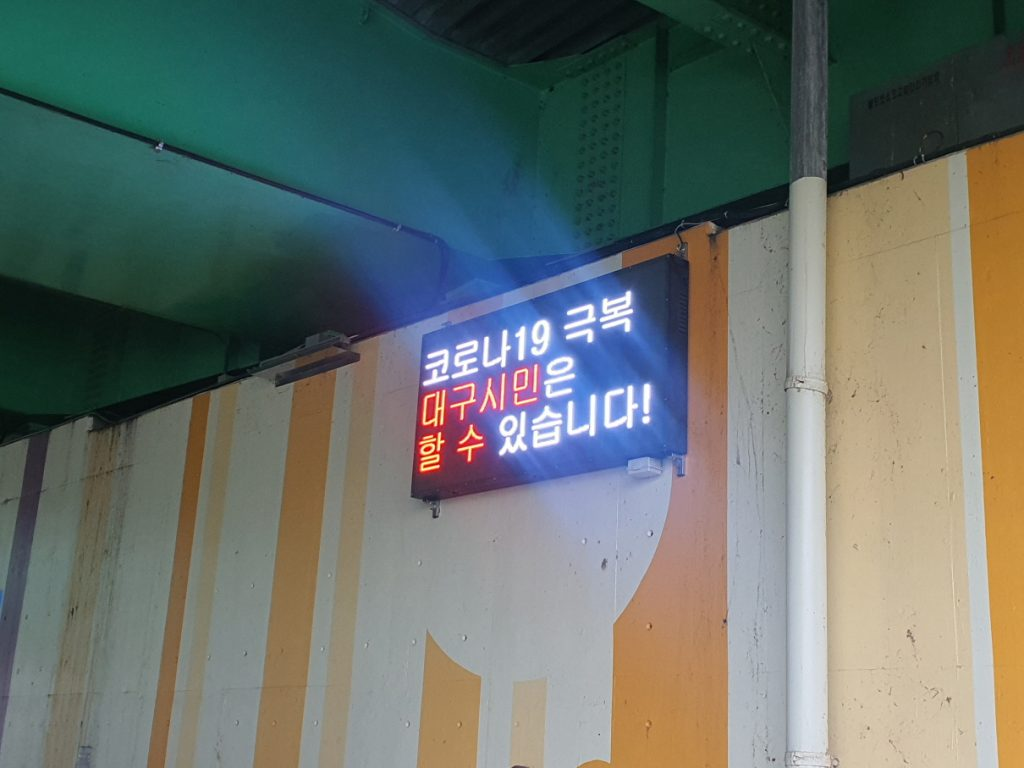 코로나19 극복
대구시민은
할 수 있습니다!